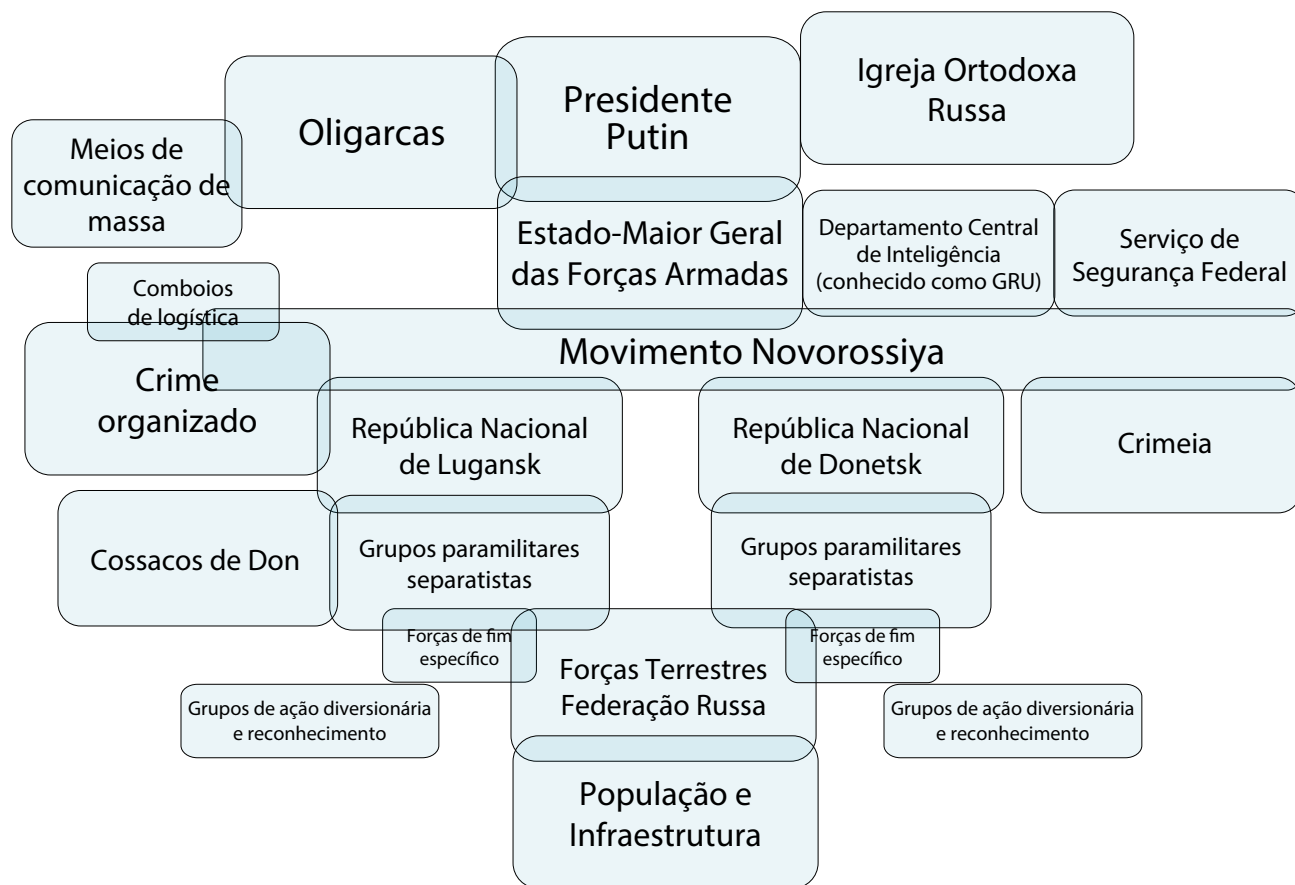 Igreja Ortodoxa
Russa
Presidente
Putin
Oligarcas
Meios de
comunicação de
massa
Estado-Maior Geral
das Forças Armadas
Departamento Central
de Inteligência
(conhecido como GRU)
Serviço de
Segurança Federal
Comboios
de logística
Movimento Novorossiya
Crime
organizado
República Nacional
de Lugansk
República Nacional
de Donetsk
Crimeia
Cossacos de Don
Grupos paramilitares
separatistas
Grupos paramilitares
separatistas
Forças de fim
específico
Forças Terrestres
Federação Russa
Forças de fim
específico
Grupos de ação diversionária
e reconhecimento
Grupos de ação diversionária
e reconhecimento
População e
Infraestrutura